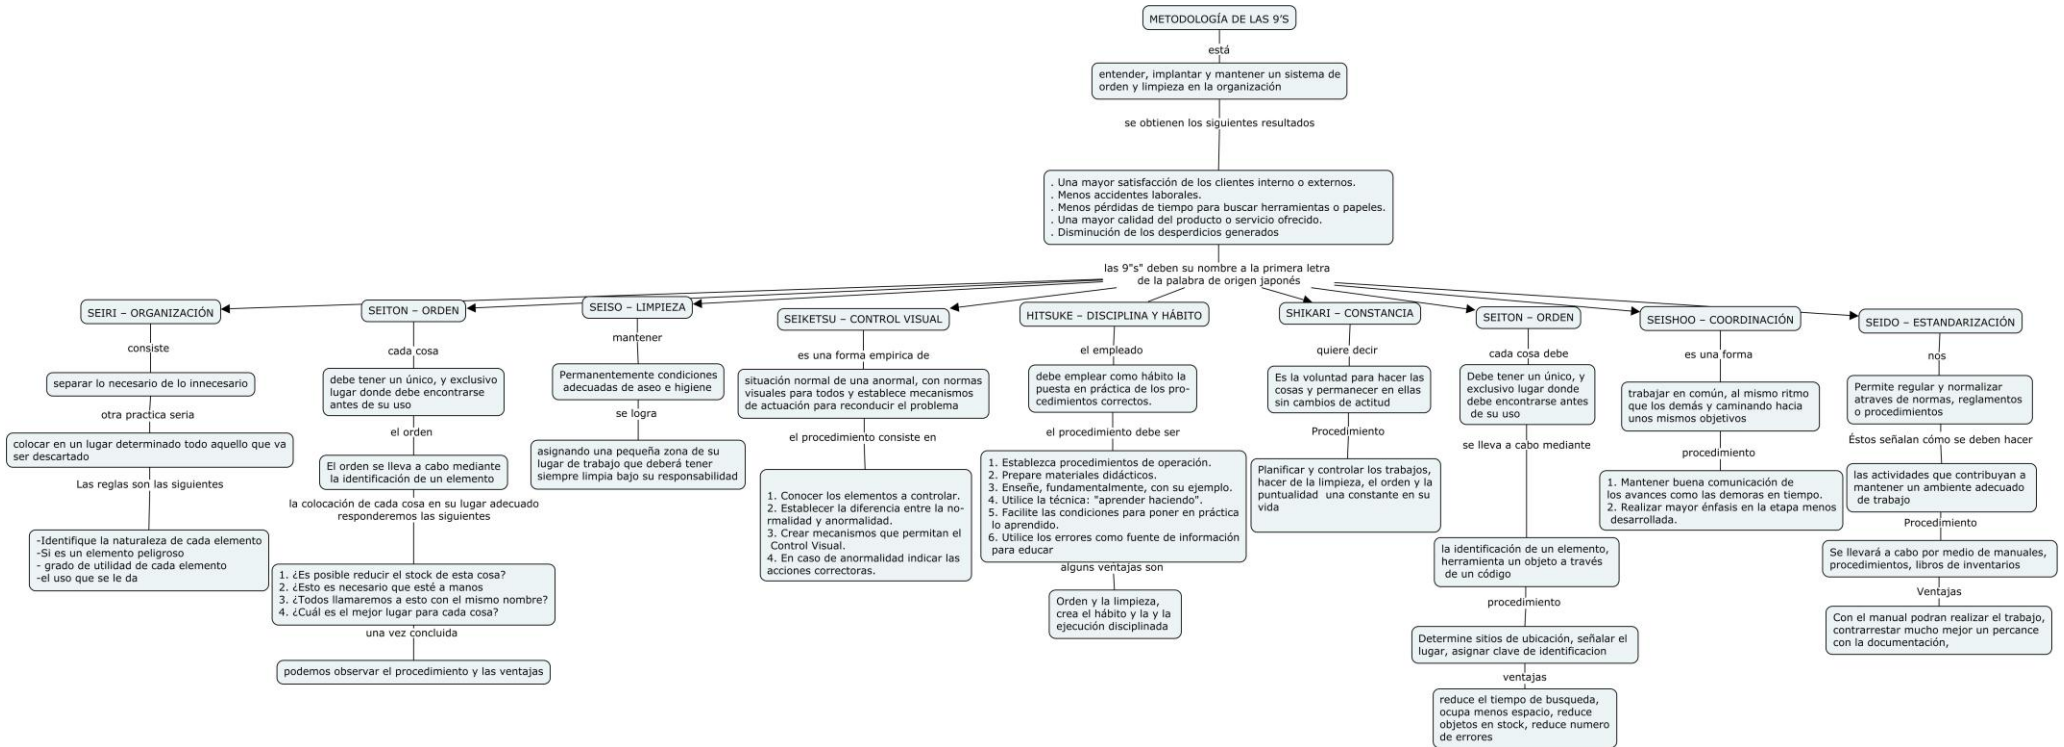 METODOLOGÍA DE LAS 9'S
está
entender, implantar y mantener un sistema de
orden y limpieza en la organización
se obtienen los siguientes resultados
. Una mayor satisfacción de los clientes interno o externos.
. Menos accidentes laborales.
. Menos pérdidas de tiempo para buscar herramientas o papeles.
. Una mayor calidad del producto o servicio ofrecido.
. Disminución de los desperdicios generados
las 9"s" deben su nombre a la primera letra
de la palabra de origen japonés
SEIRI – ORGANIZACIÓN
consiste
separar lo necesario de lo innecesario
otra practica seria
colocar en un lugar determinado todo aquello que va
ser descartado
Las reglas son las siguientes
-Identifique la naturaleza de cada elemento
-Si es un elemento peligroso
- grado de utilidad de cada elemento
-el uso que se le da
SEITON – ORDEN
cada cosa
debe tener un único, y exclusivo
lugar donde debe encontrarse
antes de su uso
el orden
El orden se lleva a cabo mediante
la identificación de un elemento
la colocación de cada cosa en su lugar adecuado
responderemos las siguientes
1. ¿Es posible reducir el stock de esta cosa?
2. ¿Esto es necesario que esté a manos
3. ¿Todos llamaremos a esto con el mismo nombre?
4. ¿Cuál es el mejor lugar para cada cosa?
una vez concluida
podemos observar el procedimiento y las ventajas
SEISO – LIMPIEZA
mantener
Permanentemente condiciones
adecuadas de aseo e higiene
se logra
asignando una pequeña zona de su
lugar de trabajo que deberá tener
siempre limpia bajo su responsabilidad
SEIKETSU – CONTROL VISUAL
es una forma empirica de
situación normal de una anormal, con normas
visuales para todos y establece mecanismos
de actuación para reconducir el problema
el procedimiento consiste en
1. Conocer los elementos a controlar.
2. Establecer la diferencia entre la no-
rmalidad y anormalidad.
3. Crear mecanismos que permitan el
Control Visual.
4. En caso de anormalidad indicar las
acciones correctoras.
HITSUKE – DISCIPLINA Y HÁBITO
el empleado
debe emplear como hábito la
puesta en práctica de los pro-
cedimientos correctos.
el procedimiento debe ser
1. Establezca procedimientos de operación.
2. Prepare materiales didácticos.
3. Enseñe, fundamentalmente, con su ejemplo.
4. Utilice la técnica: "aprender haciendo".
5. Facilite las condiciones para poner en práctica
lo aprendido.
6. Utilice los errores como fuente de información
para educar
alguns ventajas son
Orden y la limpieza,
crea el hábito y la y la
ejecución disciplinada
SHIKARI – CONSTANCIA
quiere decir
Es la voluntad para hacer las
cosas y permanecer en ellas
sin cambios de actitud
Procedimiento
Planificar y controlar los trabajos,
hacer de la limpieza, el orden y la
puntualidad una constante en su
vida
SEITON – ORDEN
cada cosa debe
Debe tener un único, y
exclusivo lugar donde
debe encontrarse antes
de su uso
se lleva a cabo mediante
la identificación de un elemento,
herramienta un objeto a través
de un código
procedimiento
Determine sitios de ubicación, señalar el
lugar, asignar clave de identificacion
ventajas
reduce el tiempo de busqueda,
ocupa menos espacio, reduce
objetos en stock, reduce numero
de errores
SEISHOO – COORDINACIÓN
es una forma
trabajar en común, al mismo ritmo
que los demás y caminando hacia
unos mismos objetivos
procedimiento
1. Mantener buena comunicación de
los avances como las demoras en tiempo.
2. Realizar mayor énfasis en la etapa menos
desarrollada.
SEIDO – ESTANDARIZACIÓN
nos
Permite regular y normalizar
atraves de normas, reglamentos
o procedimientos
Éstos señalan cómo se deben hacer
las actividades que contribuyan a
mantener un ambiente adecuado
de trabajo
Procedimiento
Se llevará a cabo por medio de manuales,
procedimientos, libros de inventarios
Ventajas
Con el manual podran realizar el trabajo,
contrarrestar mucho mejor un percance
con la documentación,